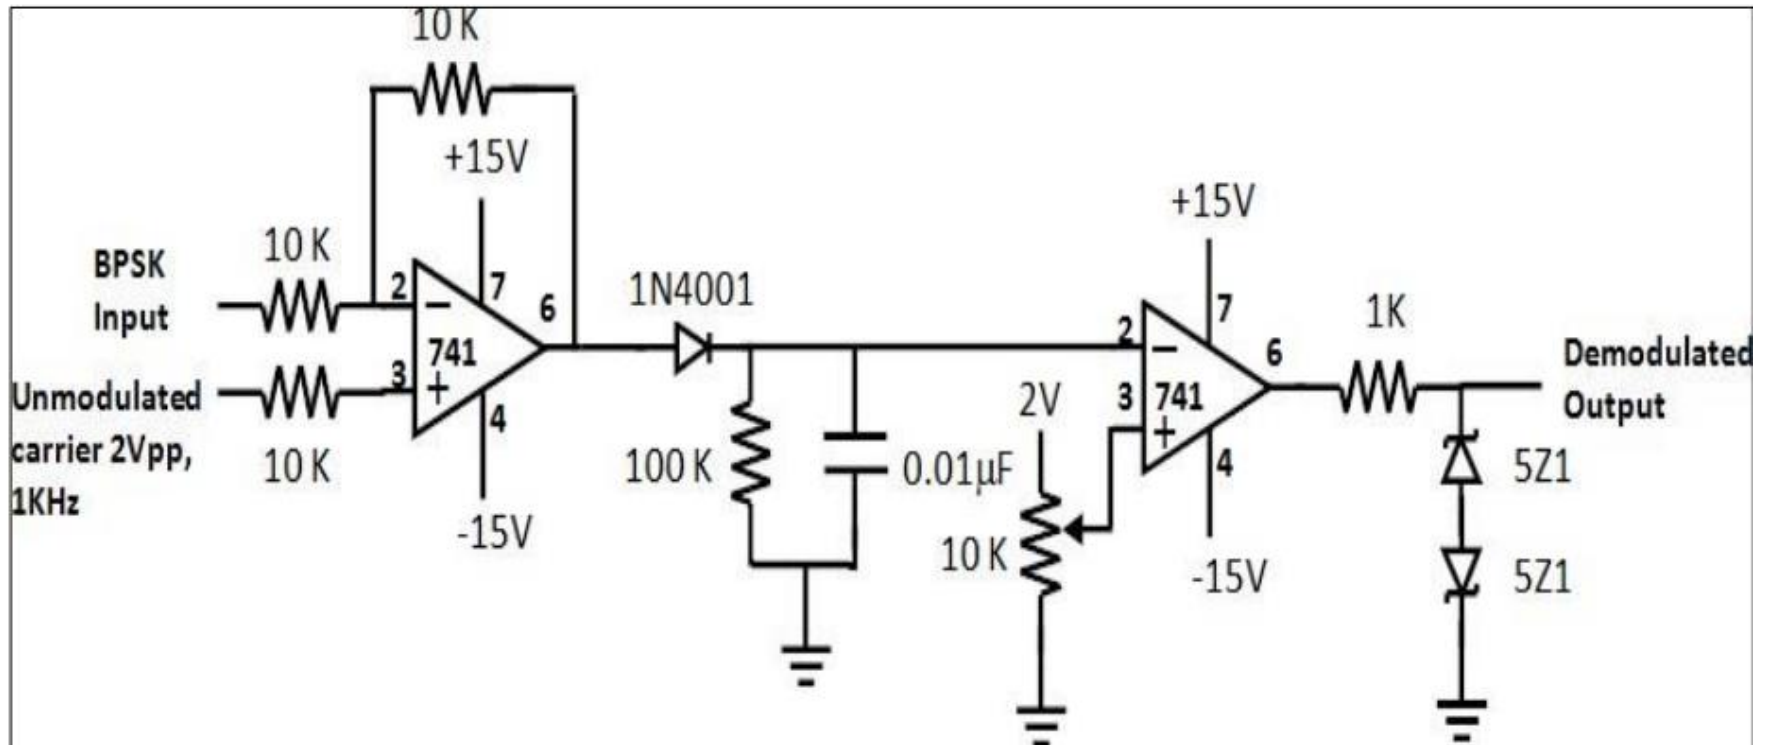 10 K
+15V
10 K
BPSK
Input
2
7
6
741
3
4
Unmodulated
carrier 2Vpp,
1KHz
10 K
-15V
1N4001
100 K
0.01µF
2V
10 K
+15V
2
7
6
3
741
4
-15V
1K
Demodulated
Output
5Z1
5Z1